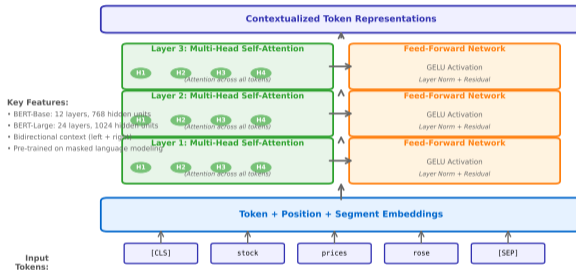 Contextualized Token Representations
Layer 3: Multi-Head Self-Attention
H1 H2 H3 H4
(Attention across all tokens)
Feed-Forward Network
GELU Activation
Layer Norm + Residual
Layer 2: Multi-Head Self-Attention
H1 H2 H3 H4
(Attention across all tokens)
Feed-Forward Network
GELU Activation
Layer Norm + Residual
Layer 1: Multi-Head Self-Attention
H1 H2 H3 H4
(Attention across all tokens)
Feed-Forward Network
GELU Activation
Layer Norm + Residual
Key Features:
• BERT-Base: 12 layers, 768 hidden units
• BERT-Large: 24 layers, 1024 hidden units
• Bidirectional context (left + right)
• Pre-trained on masked language modeling
Token + Position + Segment Embeddings
Input
Tokens:
[CLS] stock prices rose [SEP]